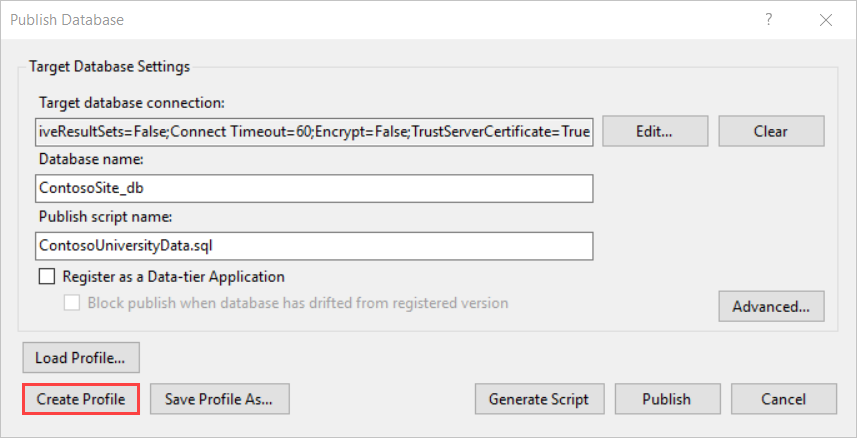 Publish Database
?
Target Database Settings
Target database connection:
iveResultSets=False;Connect Timeout=60;Encrypt=False;TrustServerCertificate=True
Edit...
Clear
Database name:
ContosoSite_db
Publish script name:
ContosoUniversityData.sql
Register as a Data-tier Application
Block publish when database has drifted from registered version
Advanced...
Load Profile...
Create Profile
Save Profile As...
Generate Script
Publish
Cancel